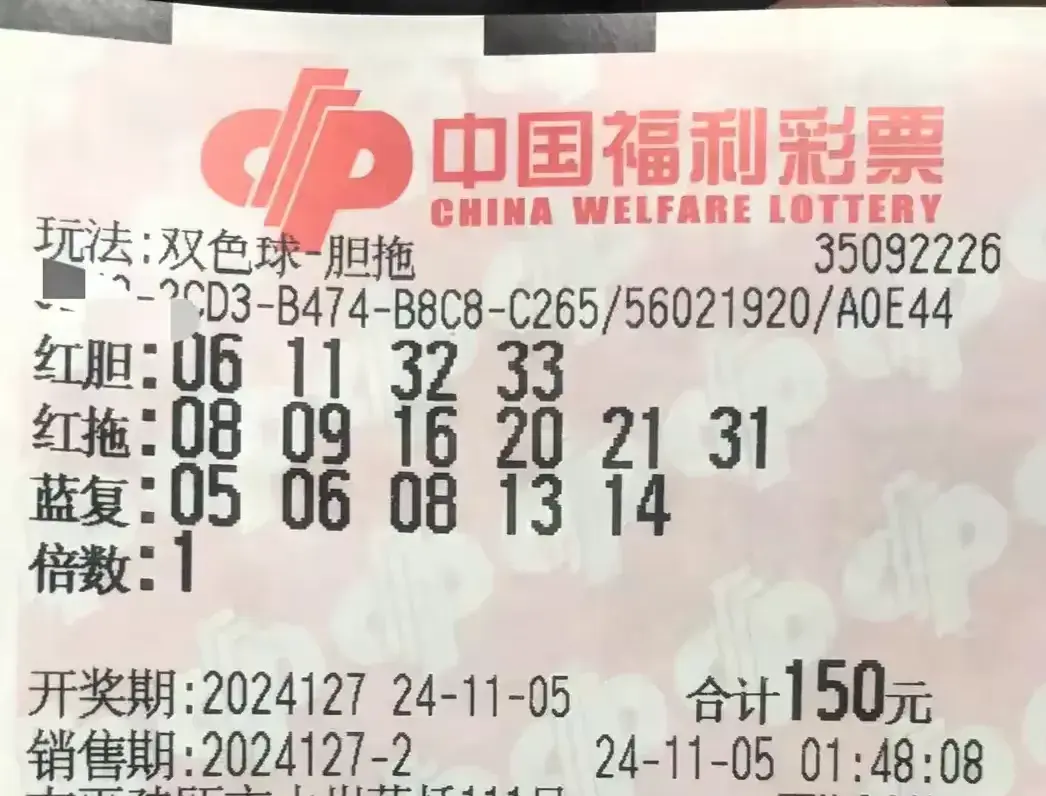 中国福利彩票
CHINA WELFARE LOTTERY
玩法:双色球-胆拖 35092226
CD3-B474-B8C8-C265/56021920/A0E44
红胆:06 11 32 33
红拖:08 09 16 20 21 31
蓝复:05 06 08 13 14
倍数:1
开奖期:2024127 24-11-05 合计150元
销售期:2024127-2 24-11-05 01:48:08